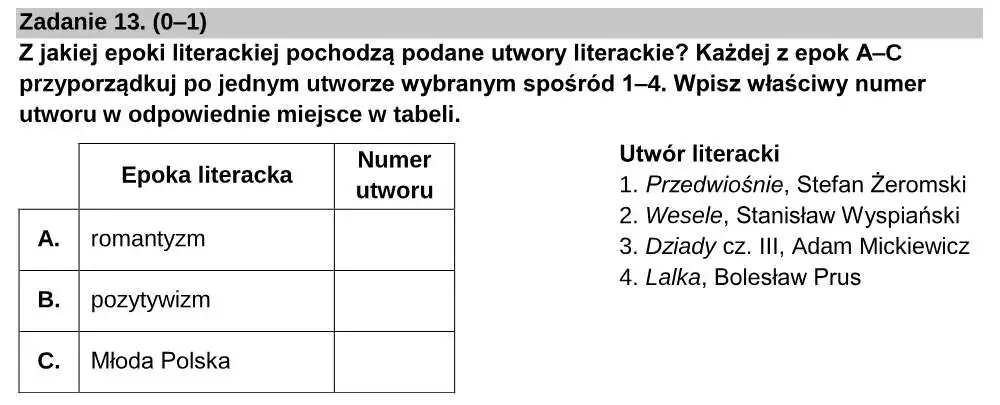 Zadanie 13. (0–1)
Z jakiej epoki literackiej pochodzą podane utwory literackie? Każdej z epok A–C
przyporządkuj po jednym utworze wybranym spośród 1–4. Wpisz właściwy numer
utworu w odpowiednie miejsce w tabeli.
Epoka literacka
Numer
utworu
A. romantyzm
B. pozytywizm
C. Młoda Polska
Utwór literacki
1. Przedwiośnie, Stefan Żeromski
2. Wesele, Stanisław Wyspiański
3. Dziady cz. III, Adam Mickiewicz
4. Lalka, Bolesław Prus